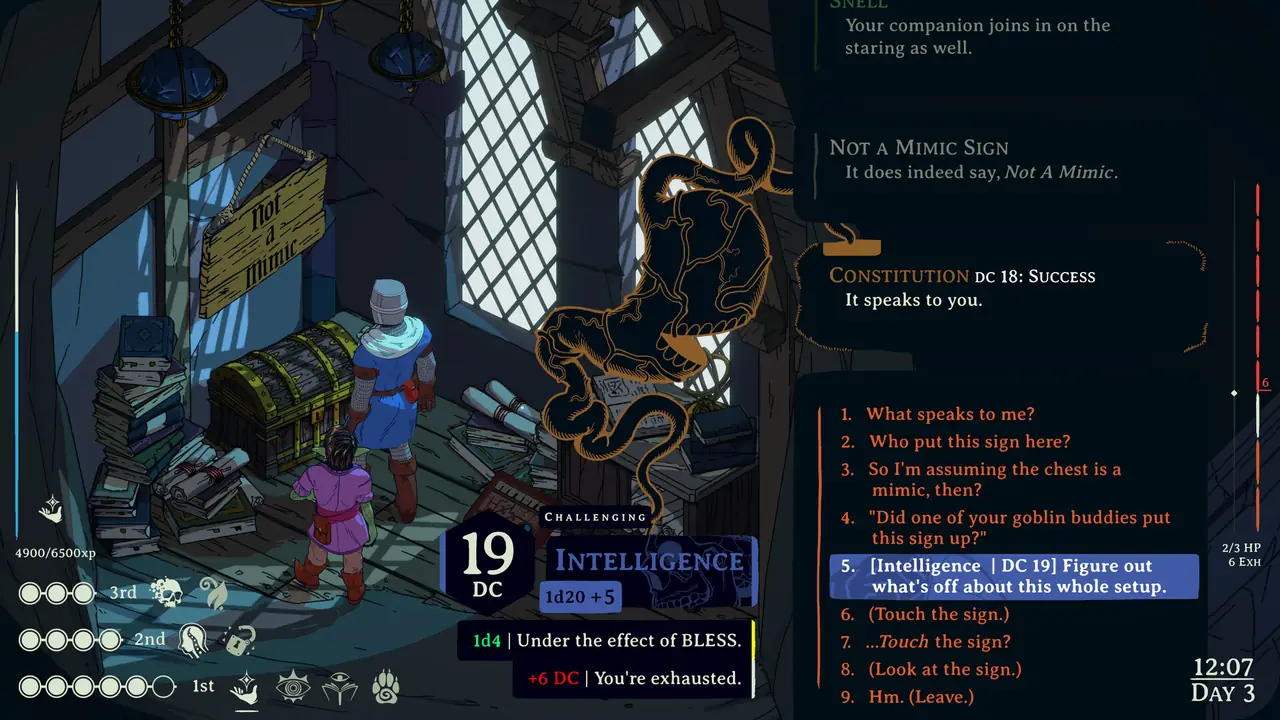 SNELL
Your companion joins in on the
staring as well.
NOT A MIMIC SIGN
It does indeed say, Not A Mimic.
CONSTITUTION DC 18: SUCCESS
It speaks to you.
1. What speaks to me?
2. Who put this sign here?
3. So I'm assuming the chest is a
mimic, then?
4. "Did one of your goblin buddies put
this sign up?"
5. [Intelligence | DC 19] Figure out
what's off about this whole setup.
6. (Touch the sign.)
7. ...Touch the sign?
8. (Look at the sign.)
9. Hm. (Leave.)
not
a
mimic
CHALLENGING
19
DC
INTELLIGENCE
1d20 +5
1d4 | Under the effect of BLESS.
+6 DC | You're exhausted.
4900/6500xp
3rd
2nd
1st
6
2/3 HP
6 EXH
12:07
DAY 3